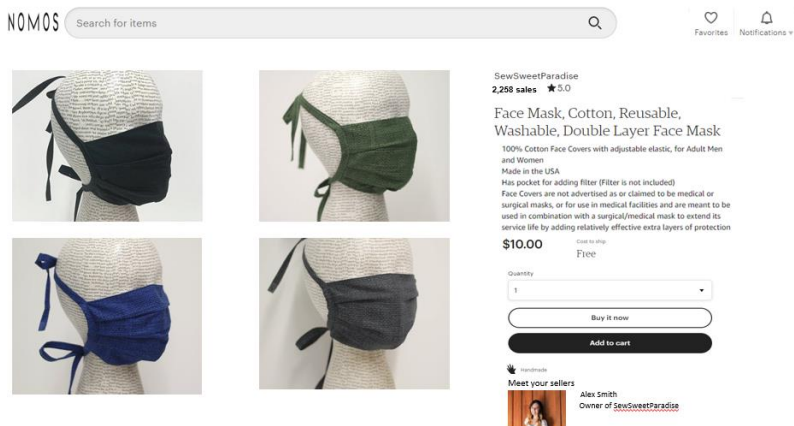 NOMOS
Search for items
Favorites
Notifications
SewSweetParadise
2,258 sales ★5.0
Face Mask, Cotton, Reusable,
Washable, Double Layer Face Mask
100% Cotton Face Covers with adjustable elastic, for Adult Men
and Women
Made in the USA
Has pocket for adding filter (Filter is not included)
Face Covers are not advertised as or claimed to be medical or
surgical masks, or for use in medical facilities and are meant to be
used in combination with a surgical/medical mask to extend its
service life by adding relatively effective extra layers of protection
$10.00
Cost to ship
Free
Quantity
1
Buy it now
Add to cart
Handmade
Meet your sellers
Alex Smith
Owner of SewSweetParadise